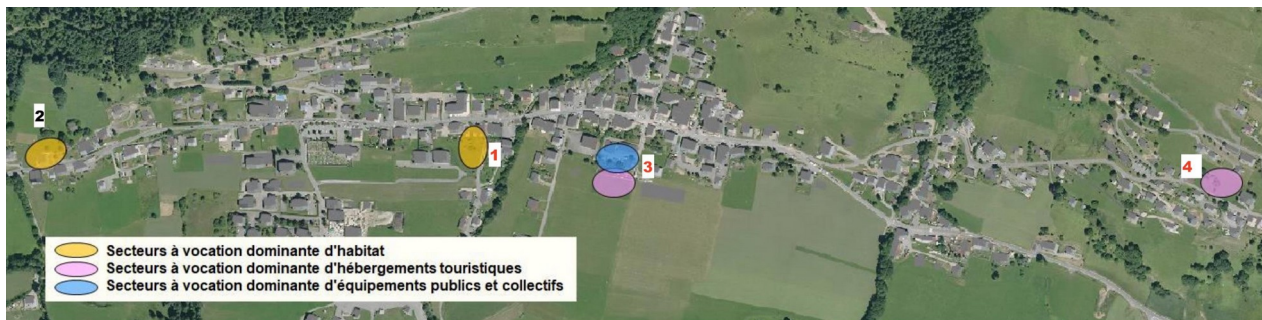 2
1
3
4
Secteurs à vocation dominante d'habitat
Secteurs à vocation dominante d'hébergements touristiques
Secteurs à vocation dominante d'équipements publics et collectifs